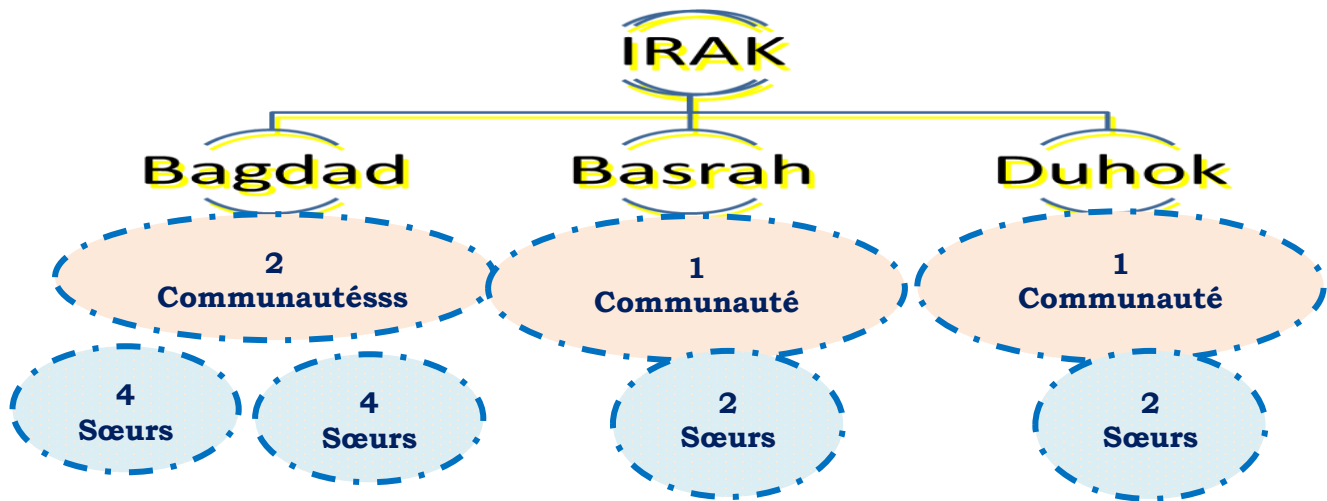 IRAK
Bagdad
Basrah
Duhok
2
Communautésss
1
Communauté
1
Communauté
4
Sœurs
4
Sœurs
2
Sœurs
2
Sœurs